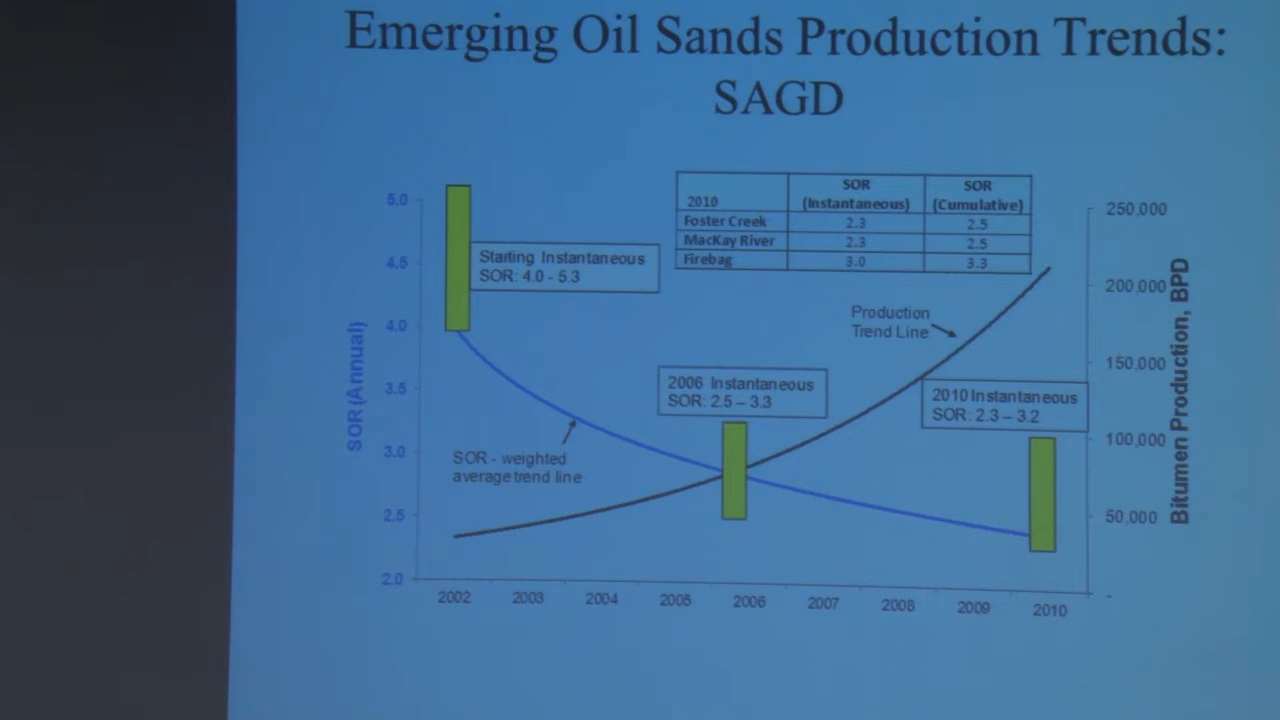 Emerging Oil Sands Production Trends:
SAGD
2010 SOR (Instantaneous) SOR (Cumulative)
Foster Creek 2.3 2.5
MacKay River 2.3 2.5
Firebag 3.0 3.3
Starting Instantaneous
SOR: 4.0 - 5.3
Production
Trend Line
2006 Instantaneous
SOR: 2.5 – 3.3
2010 Instantaneous
SOR: 2.3 – 3.2
SOR - weighted
average trend line
SOR (Annual)
5.0
4.5
4.0
3.5
3.0
2.5
2.0
250,000
200,000
150,000
100,000
50,000
-
Bitumen Production, BPD
2002 2003 2004 2005 2006 2007 2008 2009 2010